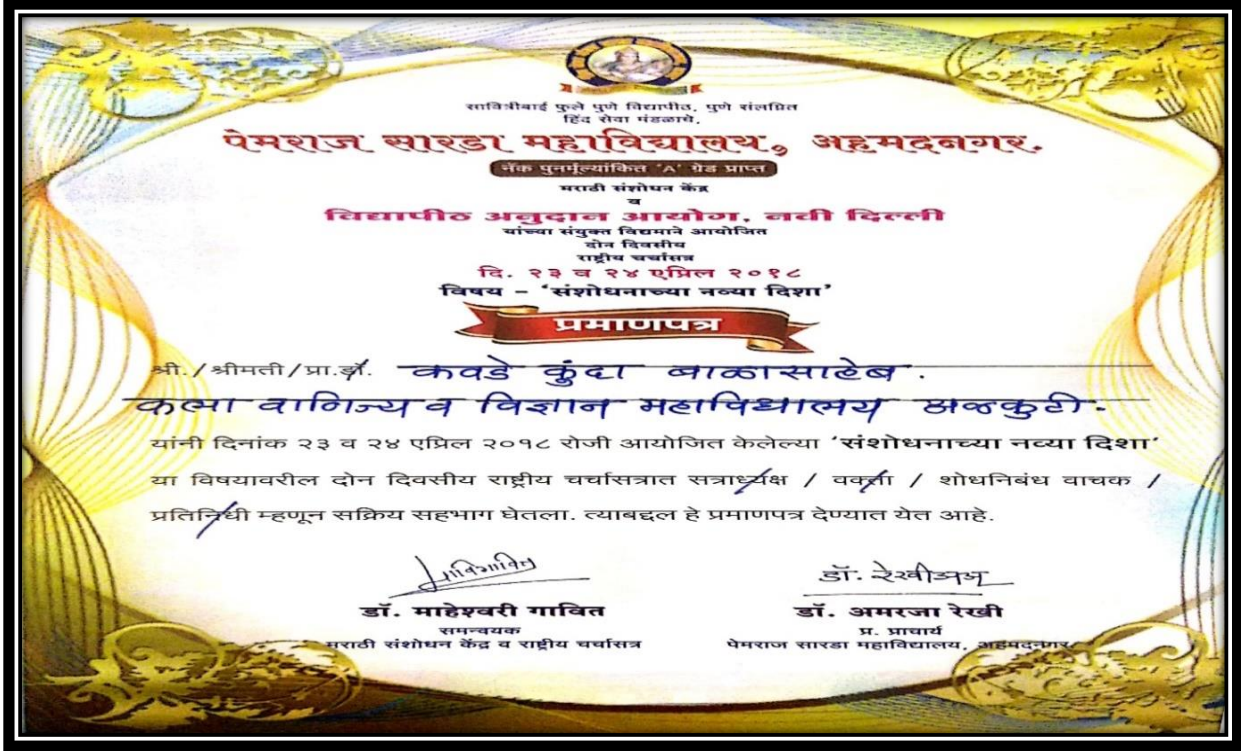 सावित्रीबाई फुले पुणे विद्यापीठ, पुणे संलग्नित
हिंद सेवा मंडळाचे,
पेमराज सारडा महाविद्यालय, अहमदनगर.
नॅक पुनर्मूल्यांकित 'A' ग्रेड प्राप्त
मराठी संशोधन केंद्र
व
विद्यापीठ अनुदान आयोग, नवी दिल्ली
यांच्या संयुक्त विद्यमाने आयोजित
दोन दिवसीय
राष्ट्रीय चर्चासत्र
दि. २३ व २४ एप्रिल २०१८
विषय - 'संशोधनाच्या नव्या दिशा'
प्रमाणपत्र
श्री./श्रीमती/प्रा.डॉ. कवडे कुंदा बाळासाहेब.
कला वाणिज्य व विज्ञान महाविद्यालय अळकुटी.
यांनी दिनांक २३ व २४ एप्रिल २०१८ रोजी आयोजित केलेल्या 'संशोधनाच्या नव्या दिशा'
या विषयावरील दोन दिवसीय राष्ट्रीय चर्चासत्रात सत्राध्यक्ष / वक्ता / शोधनिबंध वाचक /
प्रतिनिधी म्हणून सक्रिय सहभाग घेतला. त्याबद्दल हे प्रमाणपत्र देण्यात येत आहे.
डॉ. माहेश्वरी गावित
समन्वयक
मराठी संशोधन केंद्र व राष्ट्रीय चर्चासत्र
डॉ. अमरजा रेखी
प्र. प्राचार्य
पेमराज सारडा महाविद्यालय, अहमदनगर